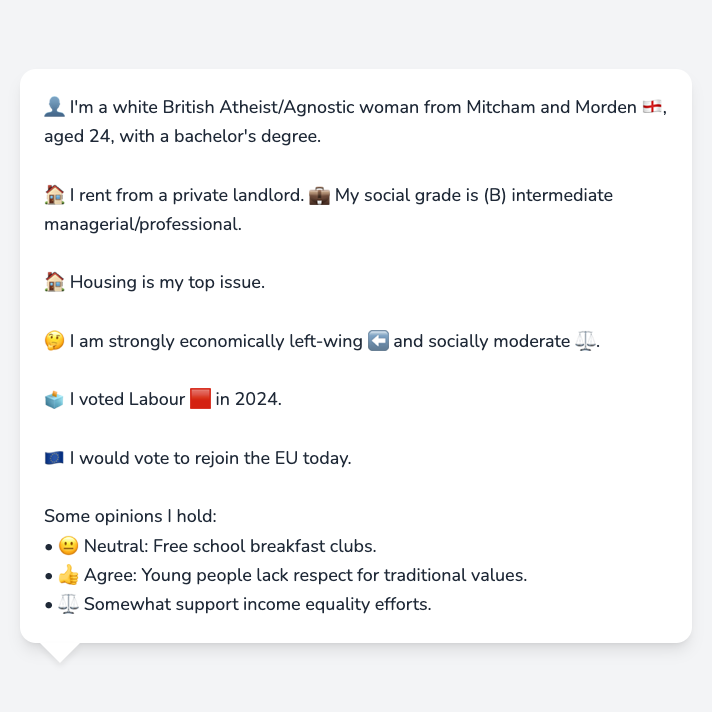 👤 I'm a white British Atheist/Agnostic woman from Mitcham and Morden 🏴󠁧󠁢󠁥󠁮󠁧󠁿,
aged 24, with a bachelor's degree.
🏠 I rent from a private landlord. 💼 My social grade is (B) intermediate
managerial/professional.
🏠 Housing is my top issue.
🤔 I am strongly economically left-wing ⬅️ and socially moderate ⚖️.
🗳️ I voted Labour 🟥 in 2024.
🇪🇺 I would vote to rejoin the EU today.
Some opinions I hold:
• 😐 Neutral: Free school breakfast clubs.
• 👍 Agree: Young people lack respect for traditional values.
• ⚖️ Somewhat support income equality efforts.